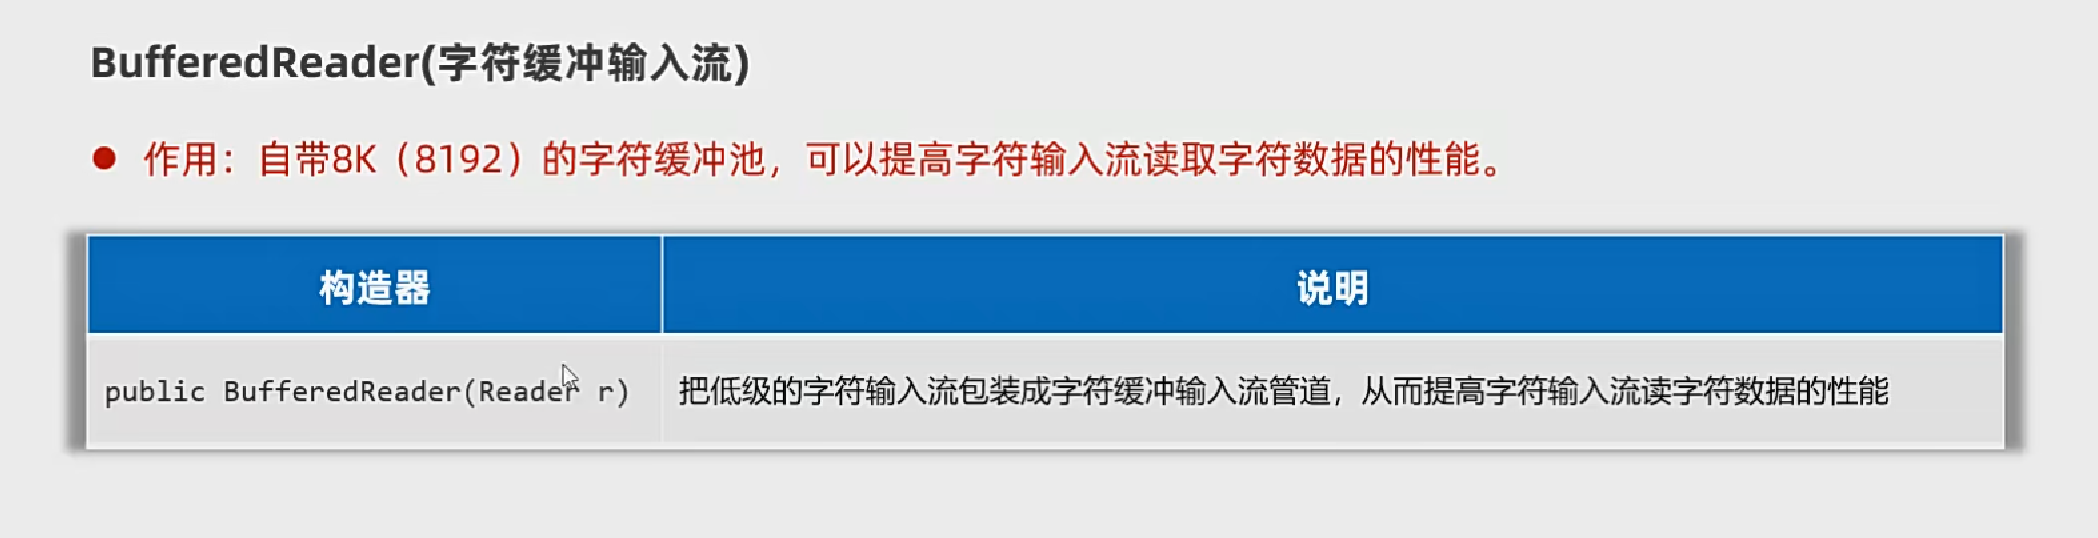 BufferedReader(字符缓冲输入流)
● 作用：自带8K（8192）的字符缓冲池，可以提高字符输入流读取字符数据的性能。
构造器 说明
public BufferedReader(Reader r) 把低级的字符输入流包装成字符缓冲输入流管道，从而提高字符输入流读字符数据的性能